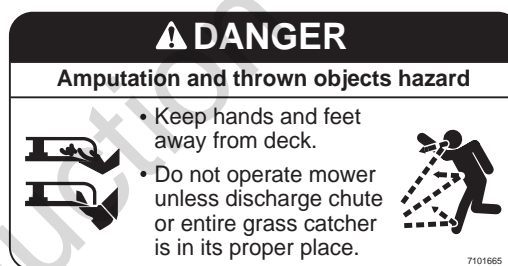 DANGER
Amputation and thrown objects hazard
• Keep hands and feet
away from deck.
• Do not operate mower
unless discharge chute
or entire grass catcher
is in its proper place.
7101665